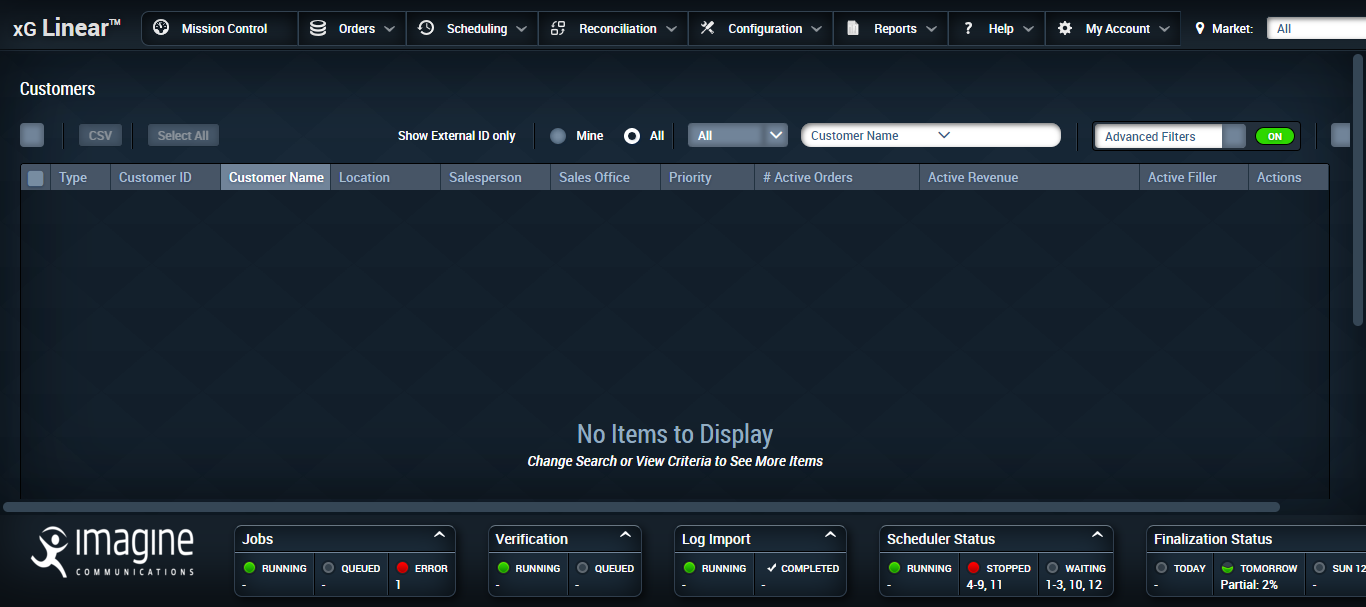 xG Linear™ Mission Control Orders Scheduling Reconciliation Configuration Reports ? Help My Account Market: All
Customers
CSV Select All Show External ID only Mine All All Customer Name Advanced Filters ON
Type Customer ID Customer Name Location Salesperson Sales Office Priority # Active Orders Active Revenue Active Filler Actions
No Items to Display
Change Search or View Criteria to See More Items
imagine
COMMUNICATIONS
Jobs
RUNNING QUEUED ERROR
- - 1
Verification
RUNNING QUEUED
- -
Log Import
RUNNING COMPLETED
- -
Scheduler Status
RUNNING STOPPED WAITING
- 4-9, 11 1-3, 10, 12
Finalization Status
TODAY TOMORROW SUN 12
- Partial: 2% -